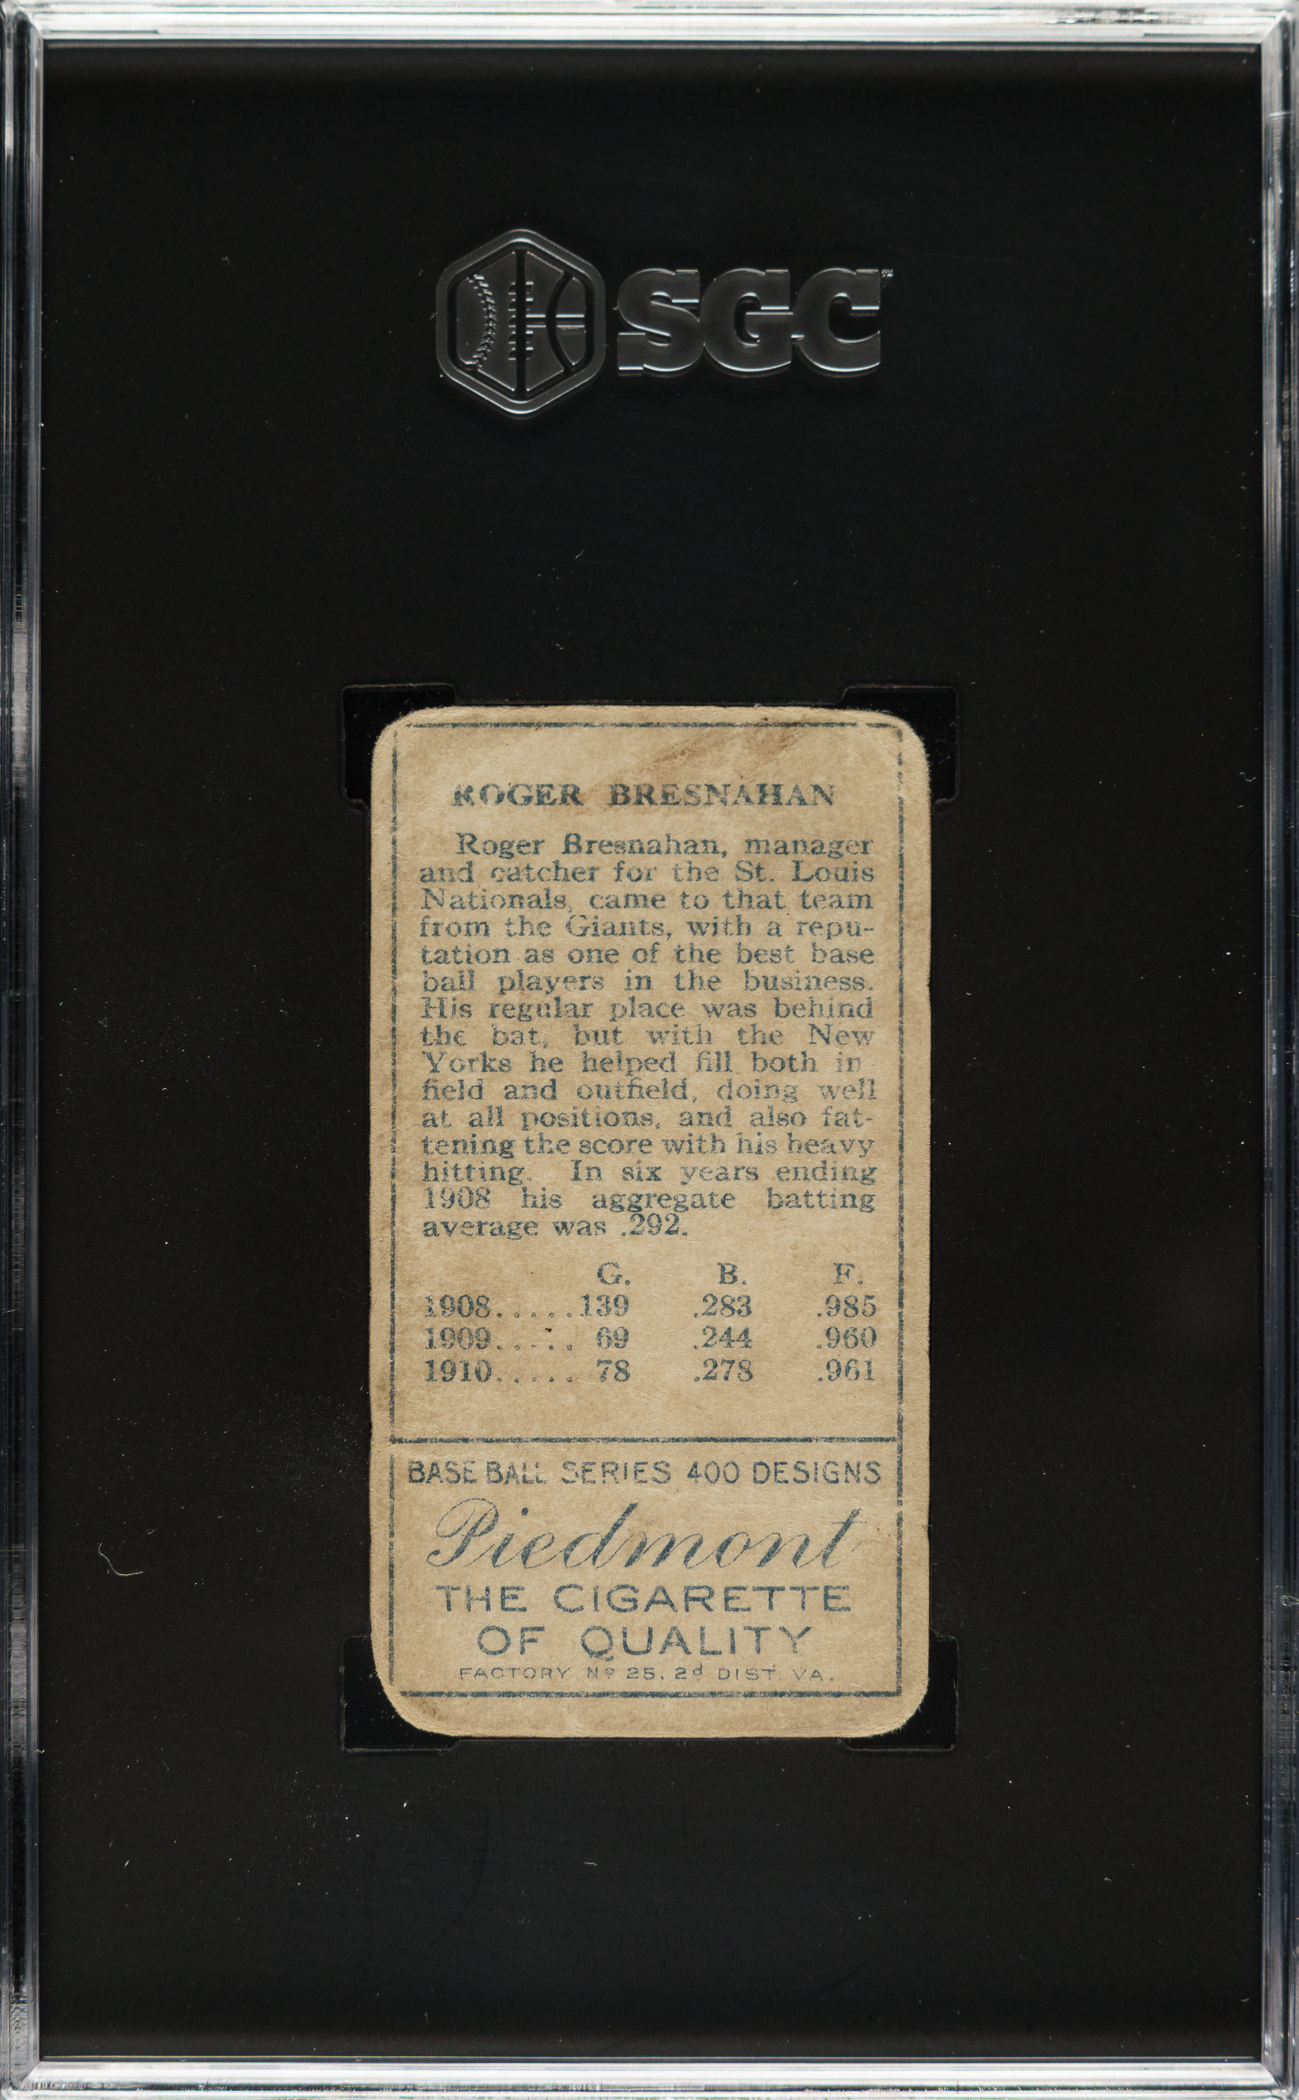 SGC™
ROGER BRESNAHAN
Roger Bresnahan, manager
and catcher for the St. Louis
Nationals, came to that team
from the Giants, with a repu-
tation as one of the best base
ball players in the business.
His regular place was behind
the bat, but with the New
Yorks he helped fill both in-
field and outfield, doing well
at all positions, and also fat-
tening the score with his heavy
hitting. In six years ending
1908 his aggregate batting
average was .292.
G. B. F.
1908.....139 .283 .985
1909..... 69 .244 .960
1910..... 78 .278 .961
BASE BALL SERIES 400 DESIGNS
Piedmont
THE CIGARETTE
OF QUALITY
FACTORY Nº 25, 2d DIST. VA.